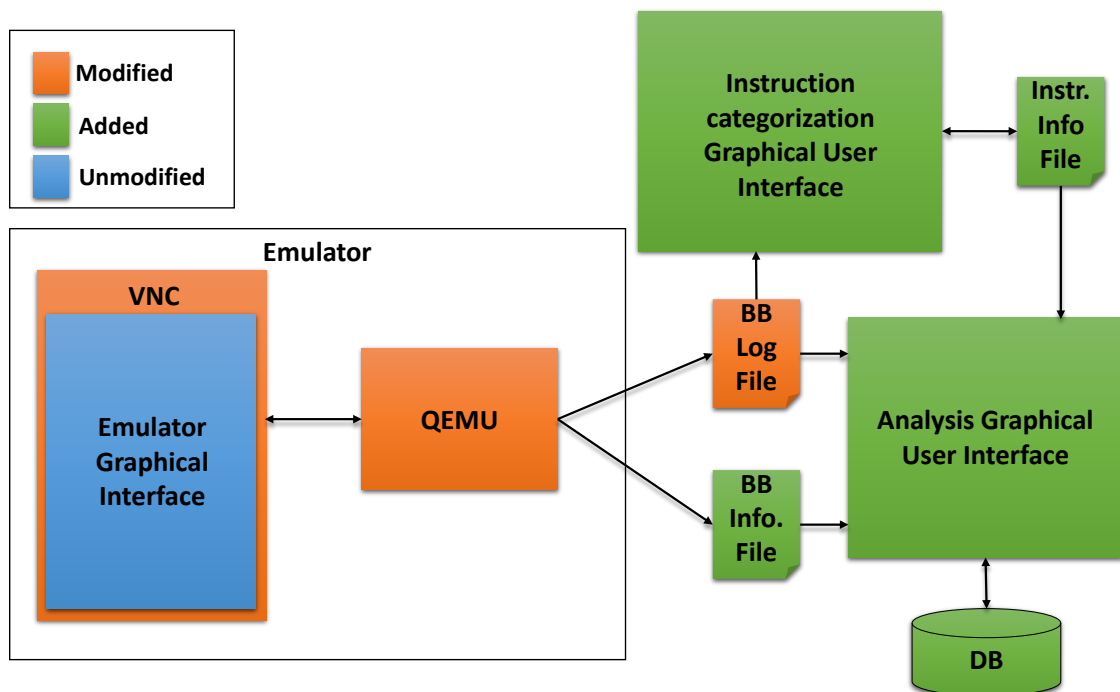 Modified
Added
Unmodified
Instruction
categorization
Graphical User
Interface
Instr.
Info
File
Emulator
VNC
Emulator
Graphical
Interface
QEMU
BB
Log
File
BB
Info.
File
Analysis Graphical
User Interface
DB